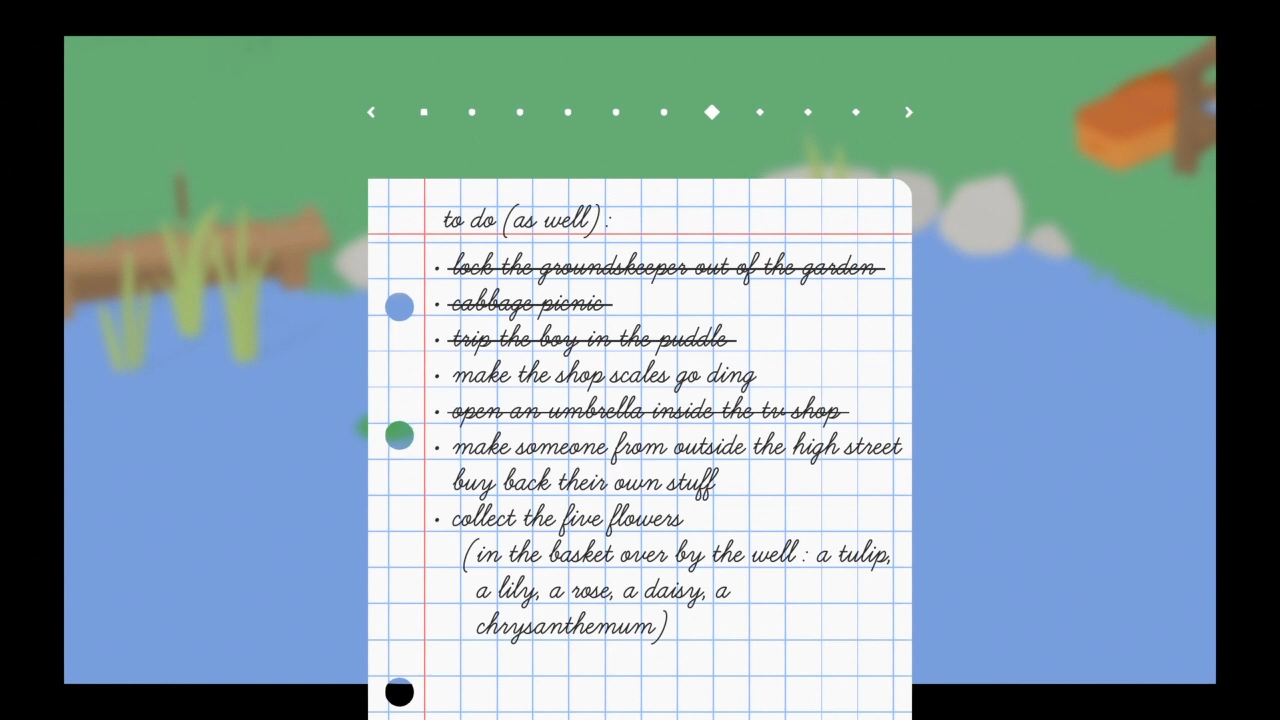 to do (as well) :
• lock the groundskeeper out of the garden
• cabbage picnic
• trip the boy in the puddle
• make the shop scales go ding
• open an umbrella inside the tv shop
• make someone from outside the high street
buy back their own stuff
• collect the five flowers
(in the basket over by the well : a tulip,
a lily, a rose, a daisy, a
chrysanthemum)